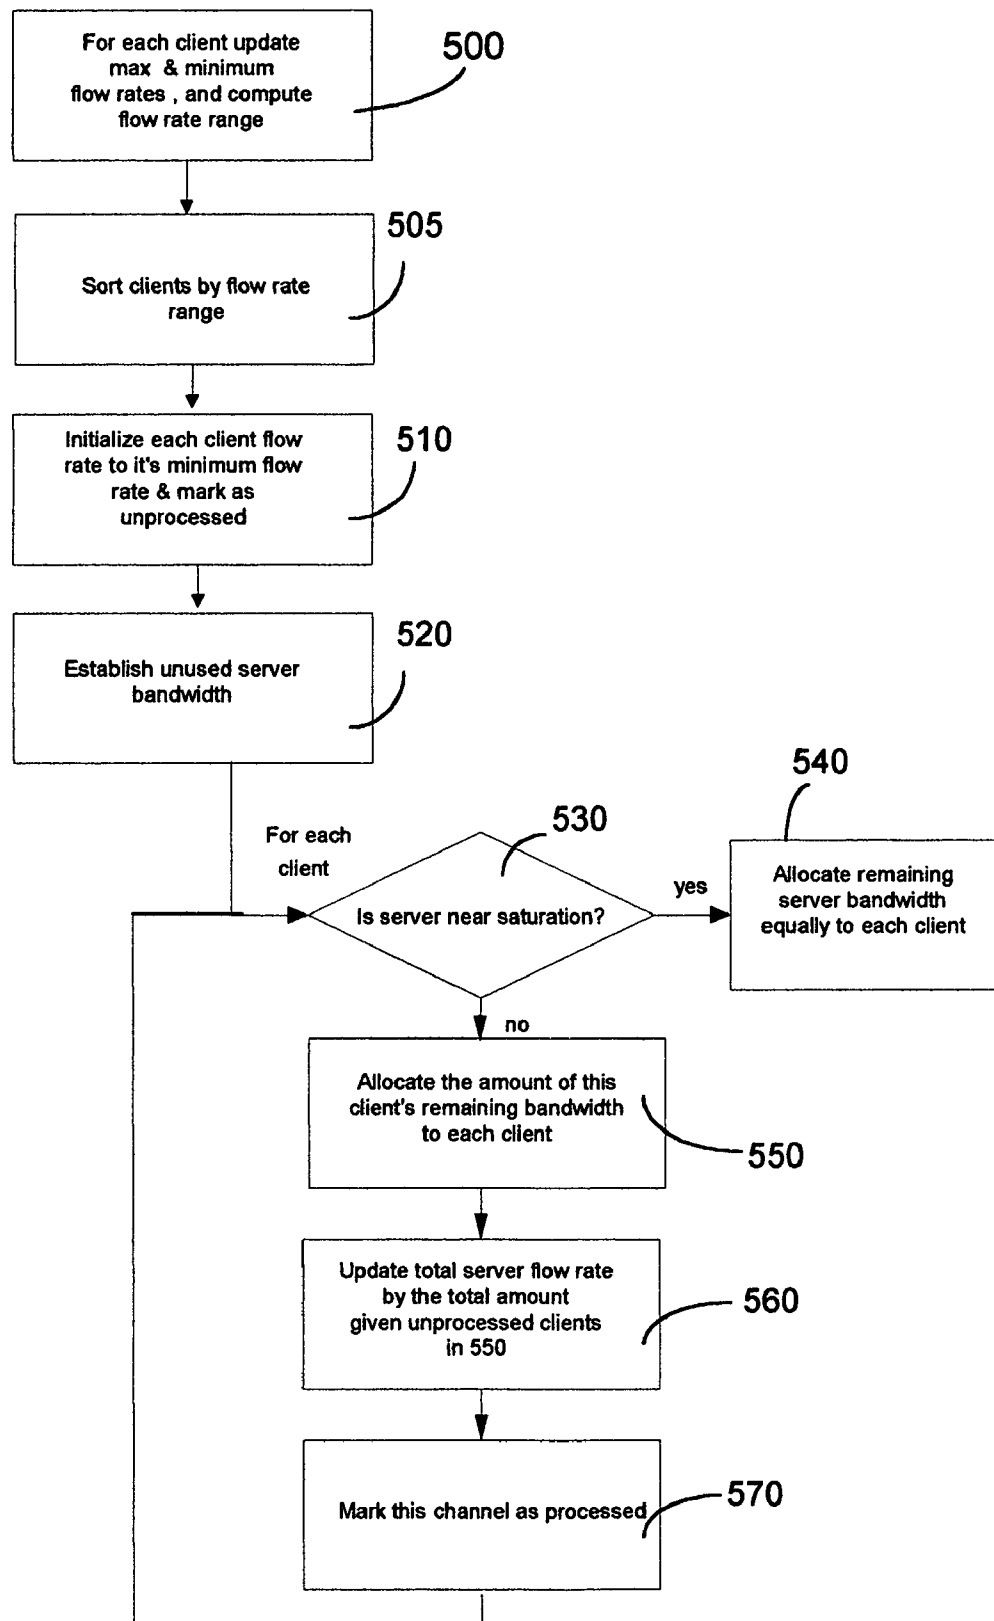 For each client update
max & minimum
flow rates , and compute
flow rate range
500
505
Sort clients by flow rate
range
Initialize each client flow
rate to it's minimum flow
rate & mark as
unprocessed
510
Establish unused server
bandwidth
520
For each
client
530
Is server near saturation?
yes
540
Allocate remaining
server bandwidth
equally to each client
no
Allocate the amount of this
client's remaining bandwidth
to each client
550
Update total server flow rate
by the total amount
given unprocessed clients
in 550
560
Mark this channel as processed
570